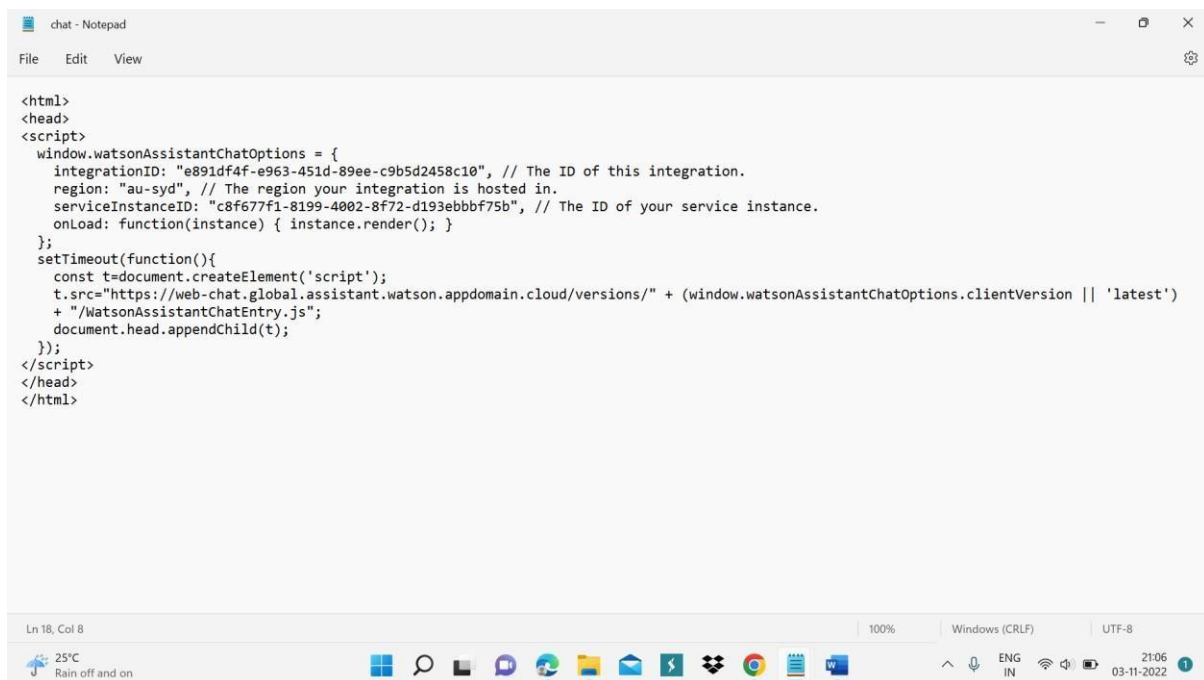 chat - Notepad
File Edit View
<html>
<head>
<script>
  window.watsonAssistantChatOptions = {
    integrationID: "e891df4f-e963-451d-89ee-c9b5d2458c10", // The ID of this integration.
    region: "au-syd", // The region your integration is hosted in.
    serviceInstanceID: "c8f677f1-8199-4002-8f72-d193ebbbf75b", // The ID of your service instance.
    onLoad: function(instance) { instance.render(); }
  };
  setTimeout(function(){
    const t=document.createElement('script');
    t.src="https://web-chat.global.assistant.watson.appdomain.cloud/versions/" + (window.watsonAssistantChatOptions.clientVersion || 'latest')
    + "/WatsonAssistantChatEntry.js";
    document.head.appendChild(t);
  });
</script>
</head>
</html>
Ln 18, Col 8 100% Windows (CRLF) UTF-8
25°C ENG 21:06
Rain off and on IN 03-11-2022 1